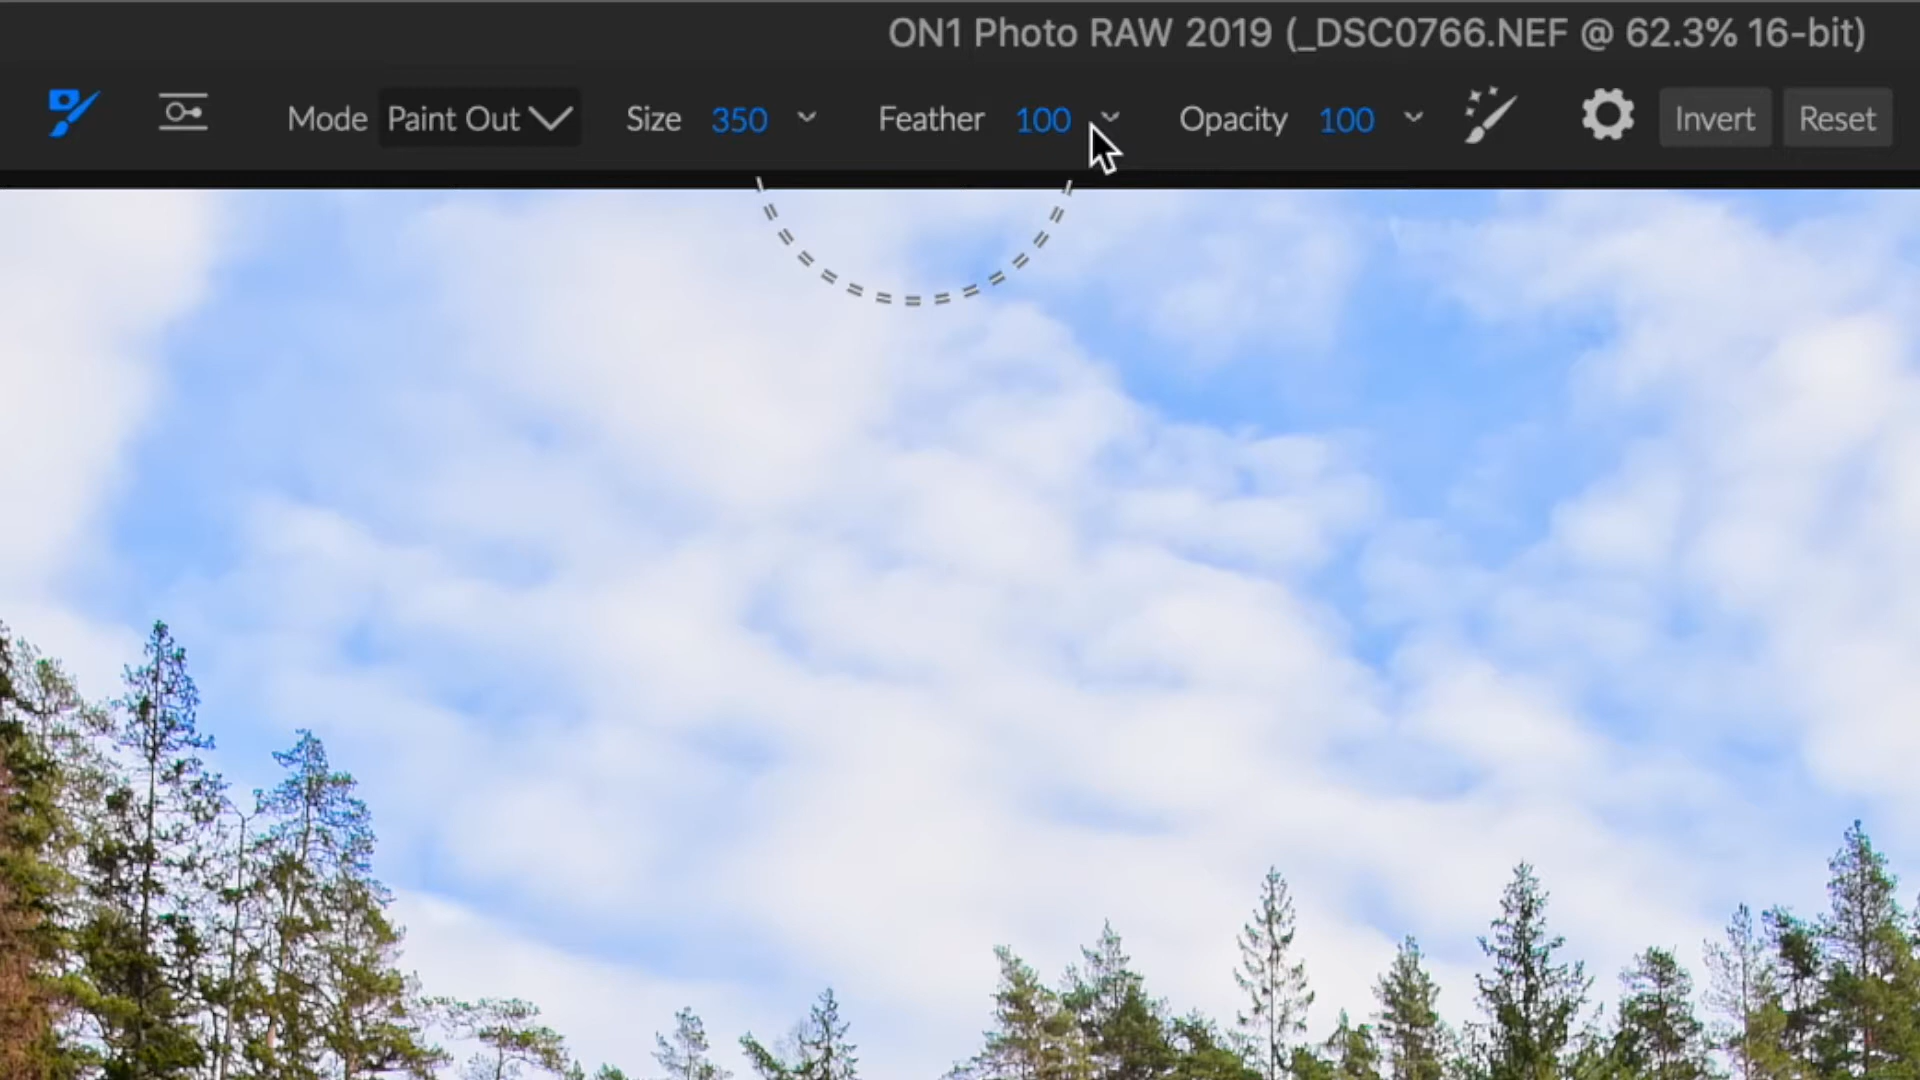 ON1 Photo RAW 2019 (_DSC0766.NEF @ 62.3% 16-bit)
Mode Paint Out Size 350 Feather 100 Opacity 100 Invert Reset